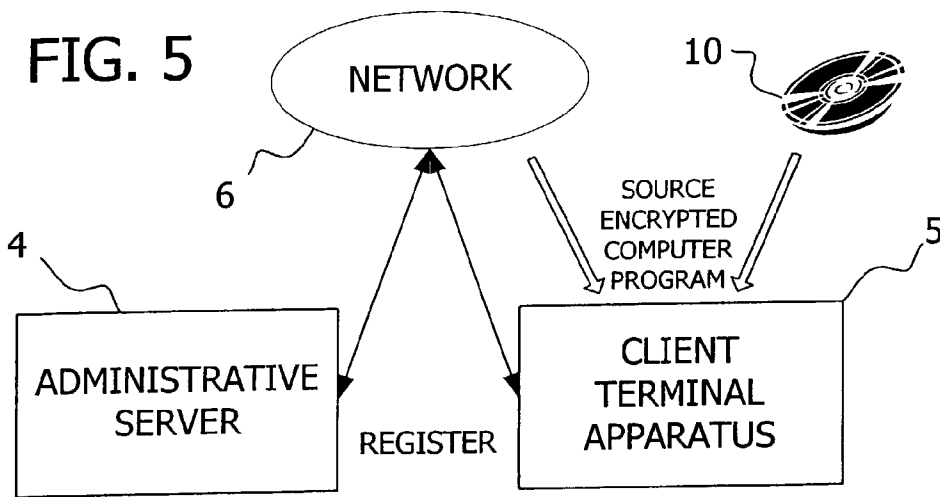 FIG. 5
NETWORK
10
6
SOURCE
ENCRYPTED
COMPUTER
PROGRAM
4
5
ADMINISTRATIVE
SERVER
REGISTER
CLIENT
TERMINAL
APPARATUS